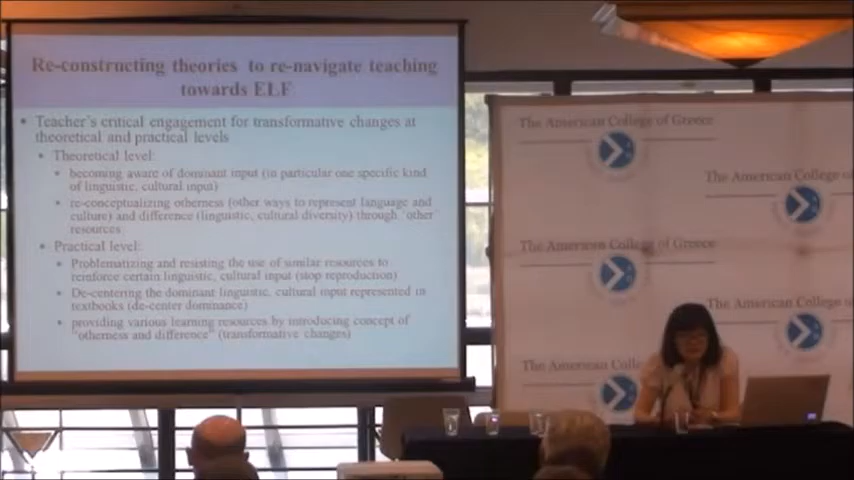 Re-constructing theories to re-navigate teaching
towards ELF
• Teacher's critical engagement for transformative changes at
theoretical and practical levels
• Theoretical level:
• becoming aware of dominant input (in particular one specific kind
of linguistic, cultural input)
• re-conceptualizing otherness (other ways to represent language and
culture) and difference (linguistic, cultural diversity) through 'other'
resources
• Practical level:
• Problematizing and resisting the use of similar resources to
reinforce certain linguistic, cultural input (stop reproduction)
• De-centering the dominant linguistic, cultural input represented in
textbooks (de-center dominance)
• providing various learning resources by introducing concept of
"otherness and difference" (transformative changes)
The American College of Greece
The American College of
The American College of Greece
The American College of
The American Colle